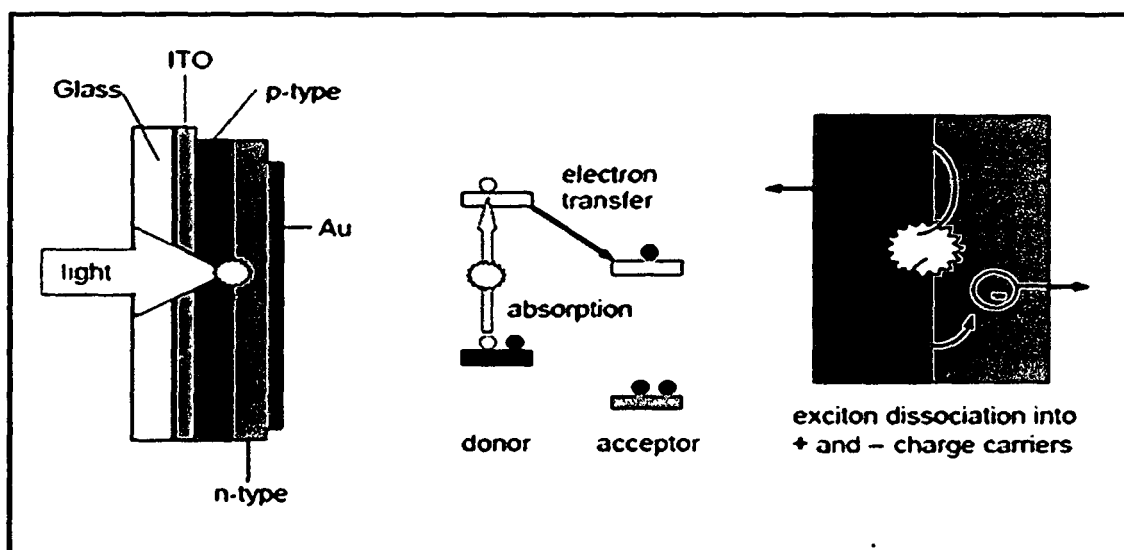 ITO
Glass
p-type
Au
light
n-type
electron
transfer
absorption
donor
acceptor
exciton dissociation into
+ and – charge carriers